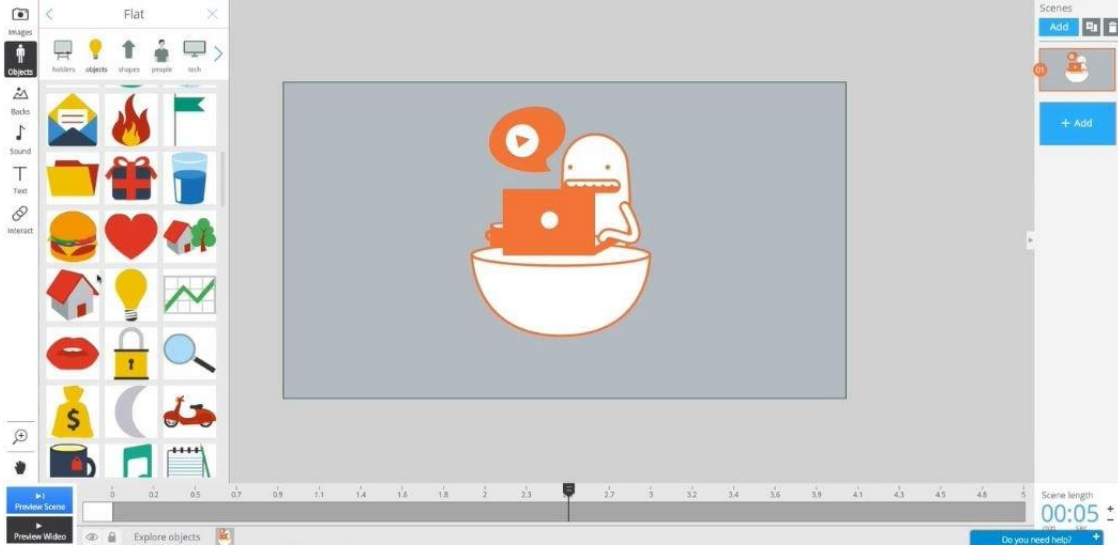 Images
Objects
Backs
Sound
Text
Interact
Preview Scene
Preview Wideo
Flat
holders
objects
shapes
people
tech
$
0 0.2 0.5 0.7 0.9 1.1 1.4 1.6 1.8 2 2.3 2.7 3 3.2 3.4 3.6 3.9 4.1 4.3 4.5 4.8 5
Explore objects
Scenes
Add
01
+ Add
Scene length
00:05
min sec
Do you need help? +